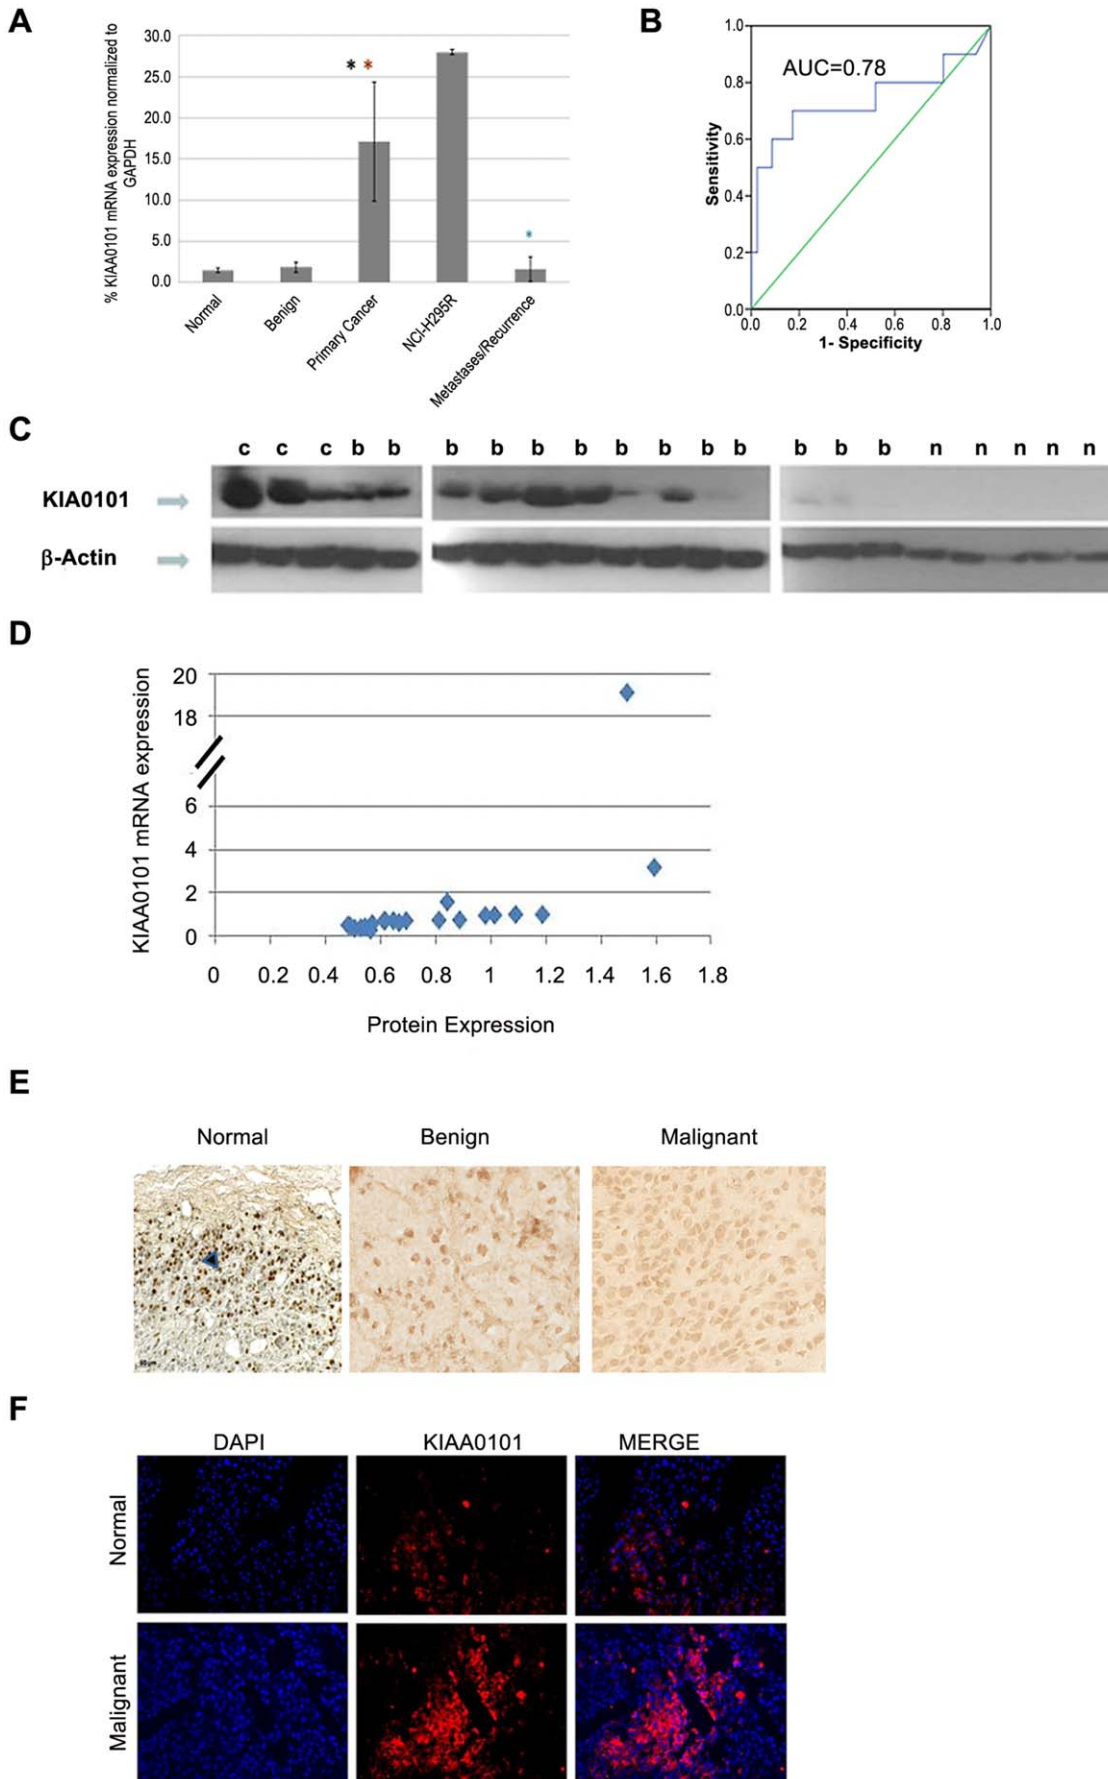 A
% KIAA0101 mRNA expression normalized to
GAPDH
30.0
25.0
20.0
15.0
10.0
5.0
0.0
* *
*
Normal
Benign
Primary Cancer
NCI-H295R
Metastases/Recurrence
B
AUC=0.78
Sensitivity
1.0
0.8
0.6
0.4
0.2
0.0
0.0 0.2 0.4 0.6 0.8 1.0
1- Specificity
C
c c c b b b b b b b b b b b b b n n n n n
KIA0101
β-Actin
D
KIAA0101 mRNA expression
20
18
6
4
2
0
0 0.2 0.4 0.6 0.8 1 1.2 1.4 1.6 1.8
Protein Expression
E
Normal Benign Malignant
F
DAPI KIAA0101 MERGE
Normal
Malignant